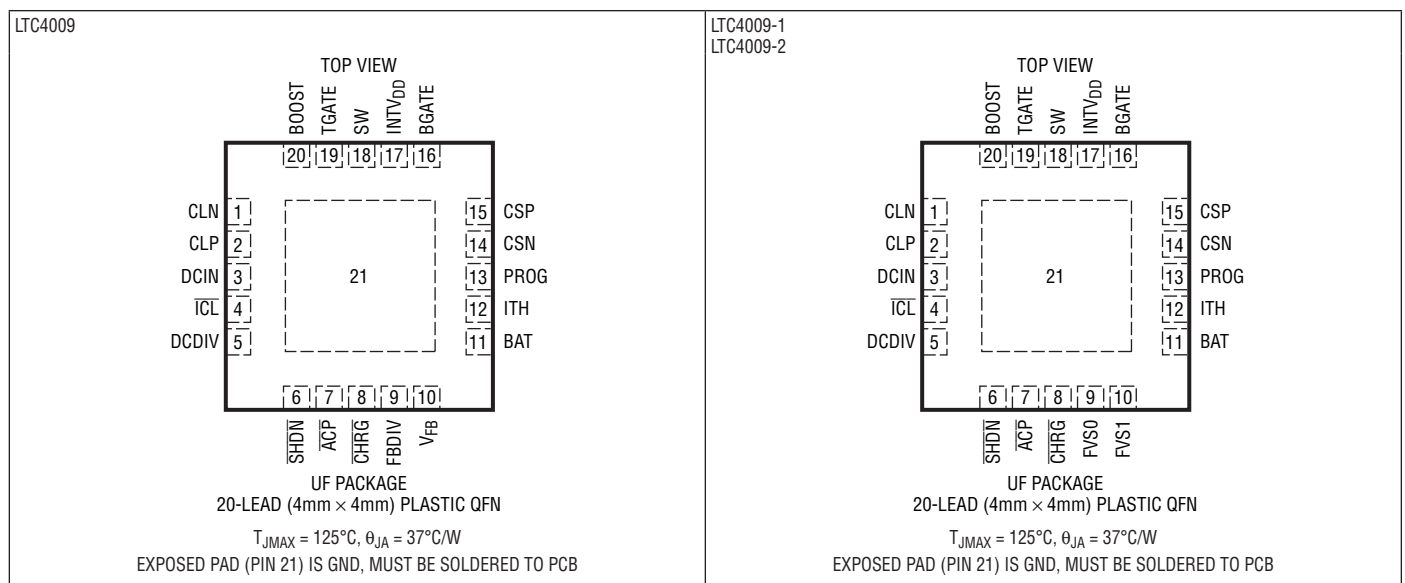 LTC4009
TOP VIEW
BOOST
TGATE
SW
INTVDD
BGATE
20 19 18 17 16
CLN 1
CLP 2
DCIN 3
ICL 4
DCDIV 5
21
15 CSP
14 CSN
13 PROG
12 ITH
11 BAT
6 7 8 9 10
SHDN
ACP
CHRG
FBDIV
VFB
UF PACKAGE
20-LEAD (4mm × 4mm) PLASTIC QFN
TJMAX = 125°C, θJA = 37°C/W
EXPOSED PAD (PIN 21) IS GND, MUST BE SOLDERED TO PCB
LTC4009-1
LTC4009-2
TOP VIEW
BOOST
TGATE
SW
INTVDD
BGATE
20 19 18 17 16
CLN 1
CLP 2
DCIN 3
ICL 4
DCDIV 5
21
15 CSP
14 CSN
13 PROG
12 ITH
11 BAT
6 7 8 9 10
SHDN
ACP
CHRG
FVS0
FVS1
UF PACKAGE
20-LEAD (4mm × 4mm) PLASTIC QFN
TJMAX = 125°C, θJA = 37°C/W
EXPOSED PAD (PIN 21) IS GND, MUST BE SOLDERED TO PCB